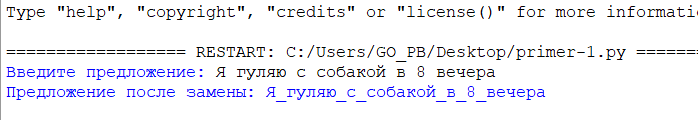 Type "help", "copyright", "credits" or "license()" for more
=================== RESTART: C:/Users/GO_PB/Desktop/primer-1.py =======
Введите предложение: Я гуляю с собакой в 8 вечера
Предложение после замены: Я_гуляю_с_собакой_в_8_вечера